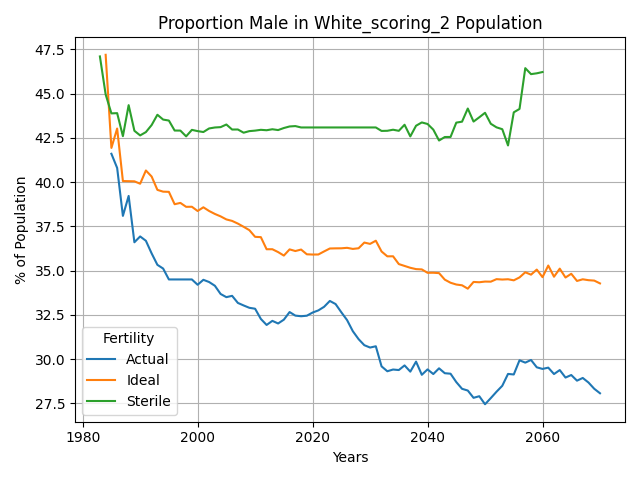 Proportion Male in White_scoring_2 Population
47.5
45.0
42.5
40.0
37.5
35.0
32.5
30.0
27.5
% of Population
Fertility
Actual
Ideal
Sterile
1980
2000
2020
2040
2060
Years